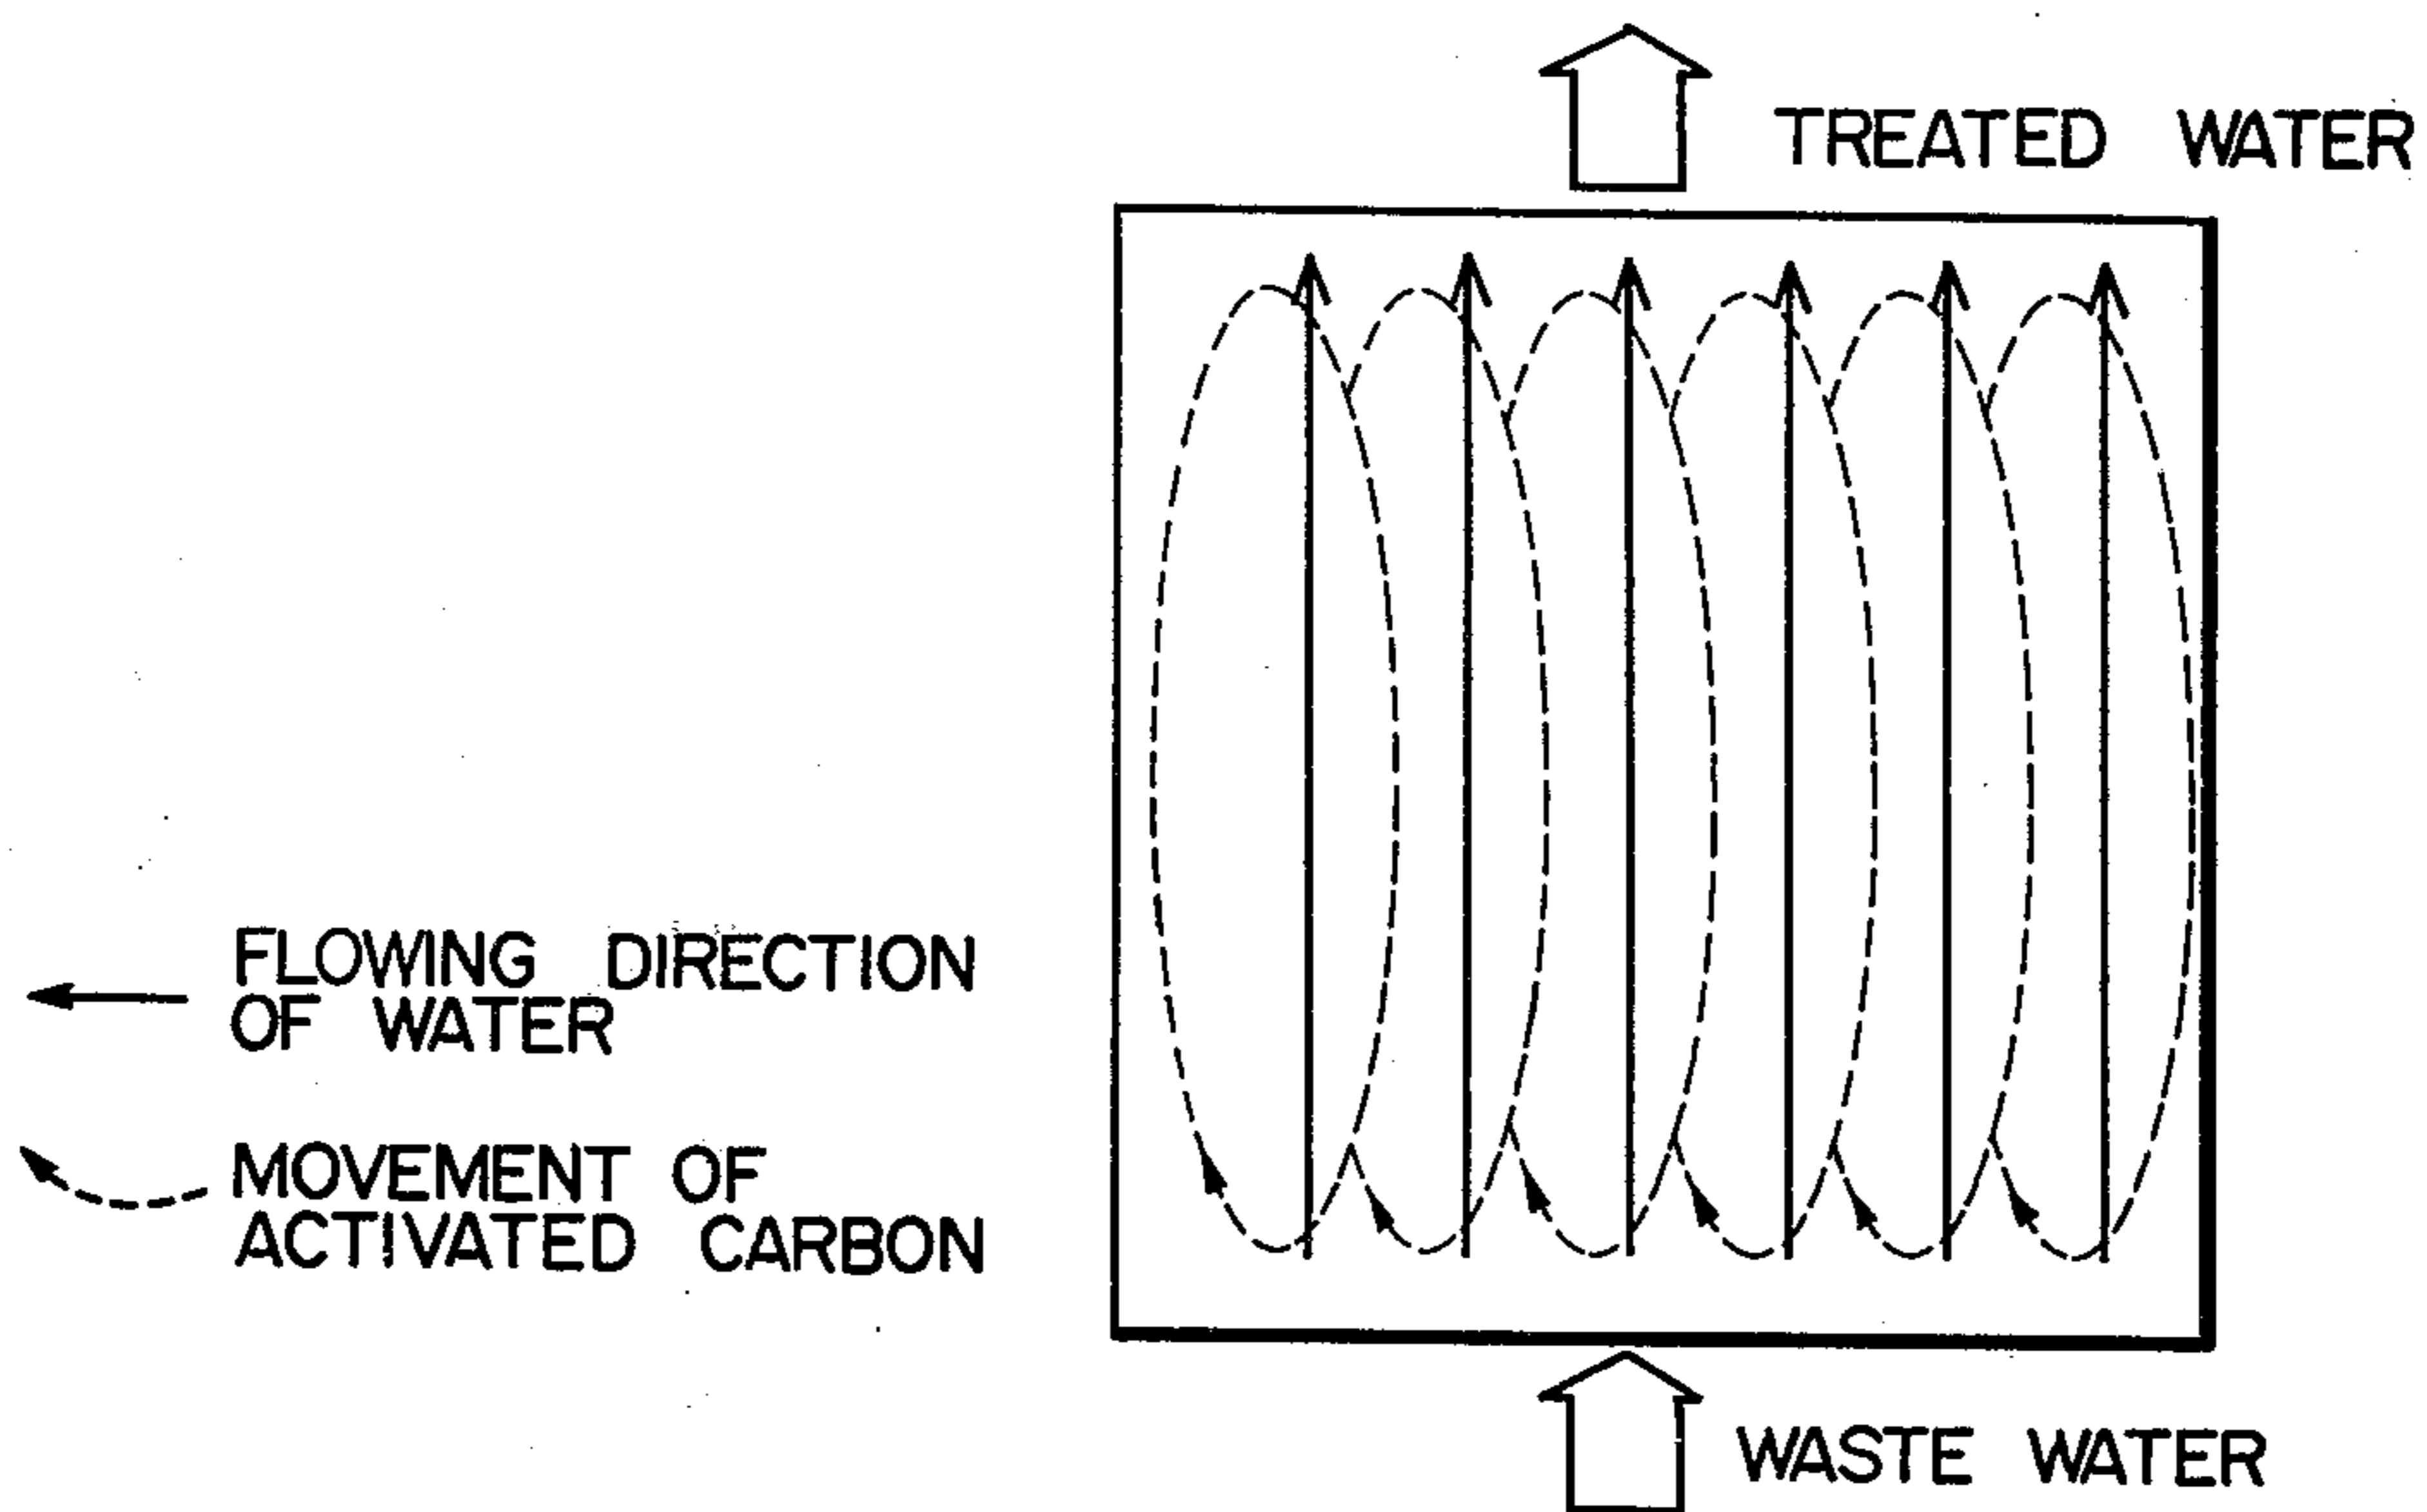 TREATED WATER
FLOWING DIRECTION
OF WATER
MOVEMENT OF
ACTIVATED CARBON
WASTE WATER